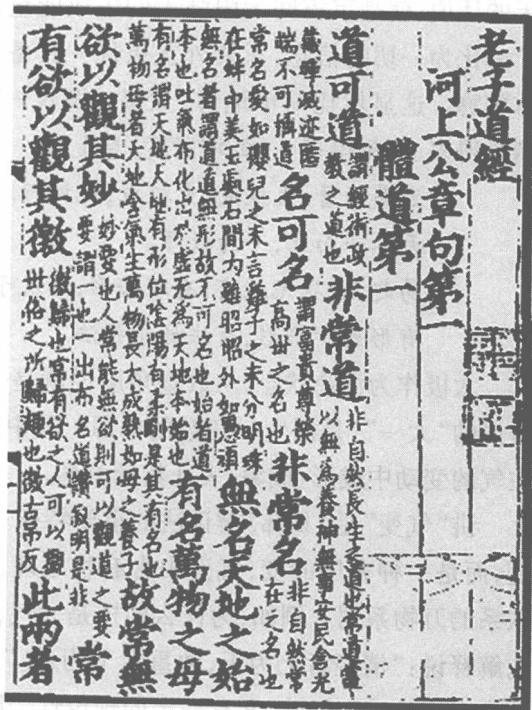 老子道經
河上公章句第一
體道第一
道可道謂經術政教之道也非常道非自然長生之道也常道當以無為養神無事安民含光
藏暉滅迹匿端不可稱道名可名謂富貴尊榮高世之名也非常名非自然常在之名也
常名愛如嬰兒之未言雞子之未分明珠在蚌中美玉處石間内雖昭昭外如愚頑無名天地之始
無名者謂道道無形故不可名也始者道本也吐氣布化出於虛无為天地本始也有名萬物之母
有名謂天地天地有形位陰陽有柔剛是其有名也萬物母者天地含氣生萬物長大成熟如母之養子故常無
欲以觀其妙妙要也人常能無欲則可以觀道之要要謂一也一出布名道讚叙明是非常
有欲以觀其徼徼歸也常有欲之人可以觀世俗之所歸趣也徼古弔反此兩者